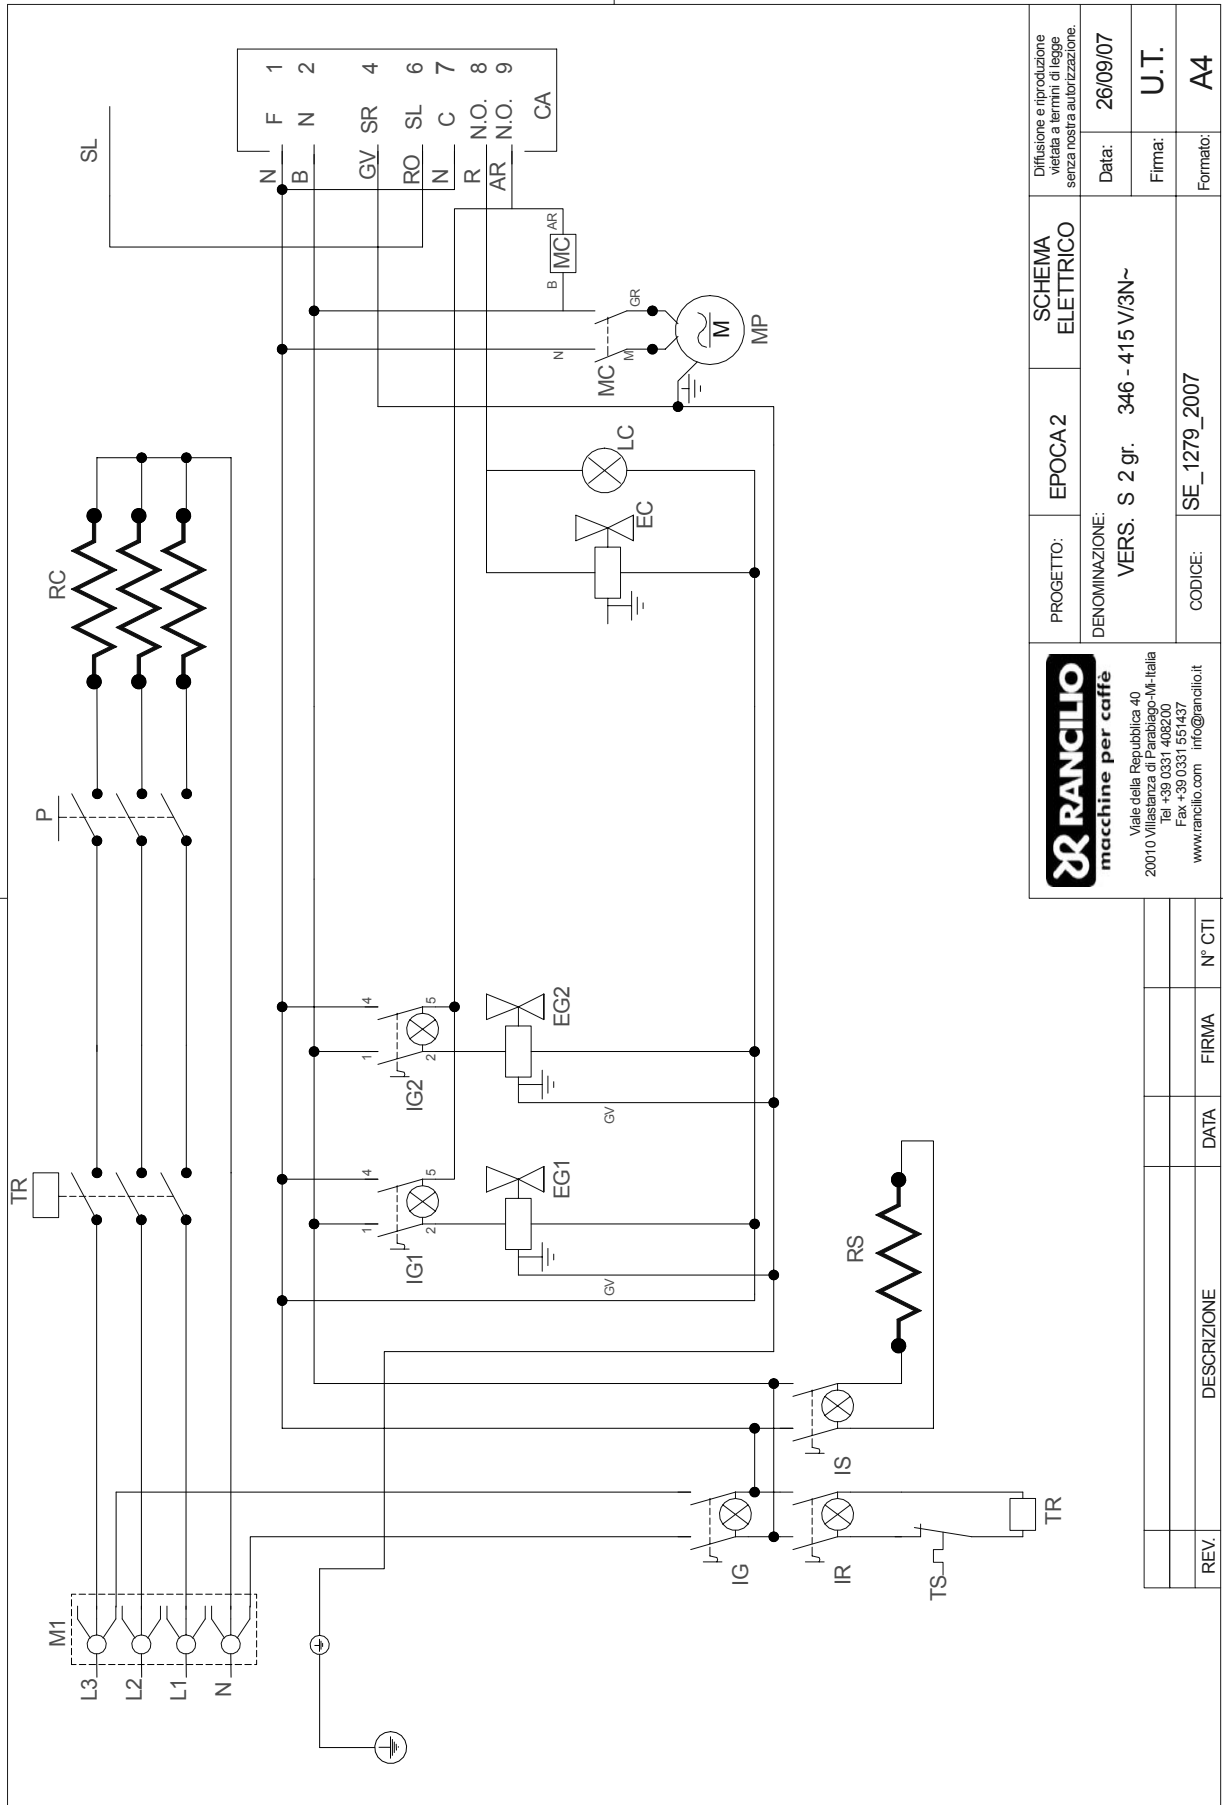 SL
F 1
N 2
SR 4
SL 6
C 7
N.O. 8
N.O. 9
CA
N
B
GV
RO
N
R
AR
AR
MC
B
N
MC
M
GR
M
MP
RC
LC
EC
P
TR
4
1
5
2
IG2
EG2
GV
4
1
5
2
IG1
EG1
GV
RS
IS
IG
IR
TS
TR
M1
L3
L2
L1
N
RANCILIO
macchine per caffè
Viale della Repubblica 40
20010 Villastanza di Parabiago-MI-Italia
Tel +39 0331 408200
Fax +39 0331 551437
www.rancilio.com info@rancilio.it
PROGETTO:
EPOCA 2
SCHEMA
ELETTRICO
Diffusione e riproduzione
vietata a termini di legge
senza nostra autorizzazione.
DENOMINAZIONE:
VERS. S 2 gr. 346 - 415 V/3N~
Data: 26/09/07
Firma: U.T.
CODICE: SE_1279_2007
Formato: A4
REV. DESCRIZIONE DATA FIRMA N° CTI